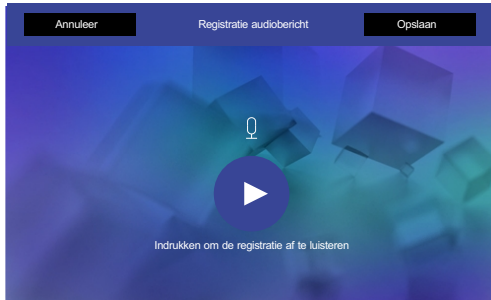 Annuleer
Registratie audiobericht
Opslaan
Indrukken om de registratie af te luisteren